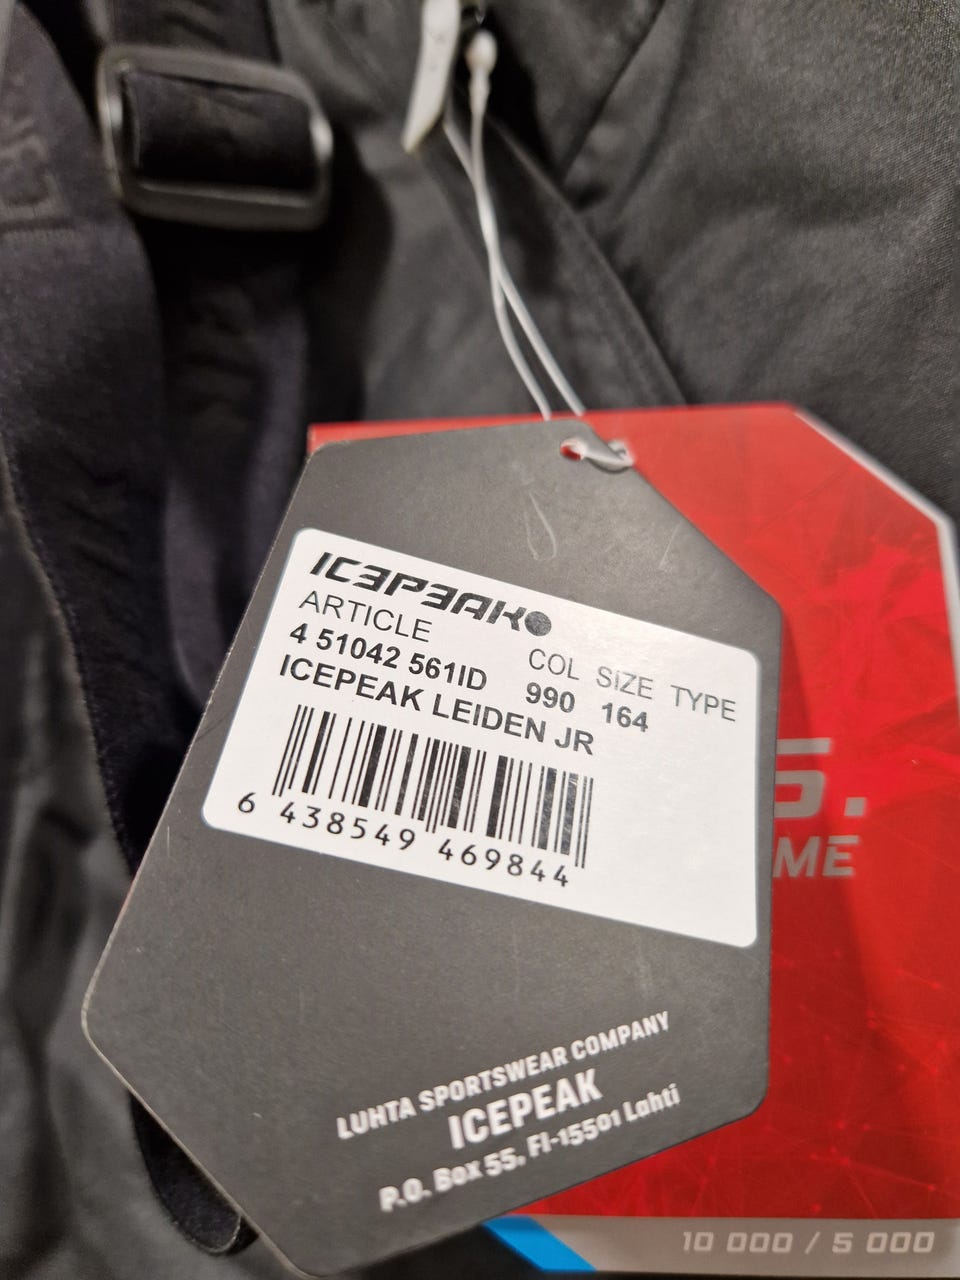 ICEPEAK
ARTICLE COL SIZE TYPE
4 51042 561ID 990 164
ICEPEAK LEIDEN JR
6 438549 469844
LUHTA SPORTSWEAR COMPANY
ICEPEAK
P.O. Box 55, FI-15501 Lahti
10 000 / 5 000